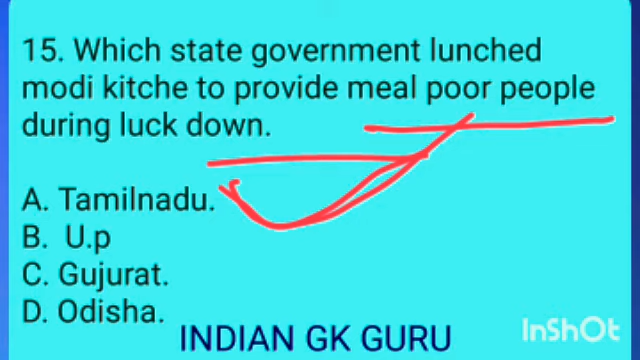 15. Which state government lunched
modi kitche to provide meal poor people
during luck down.
A. Tamilnadu.
B. U.p
C. Gujurat.
D. Odisha.
INDIAN GK GURU
InShOt